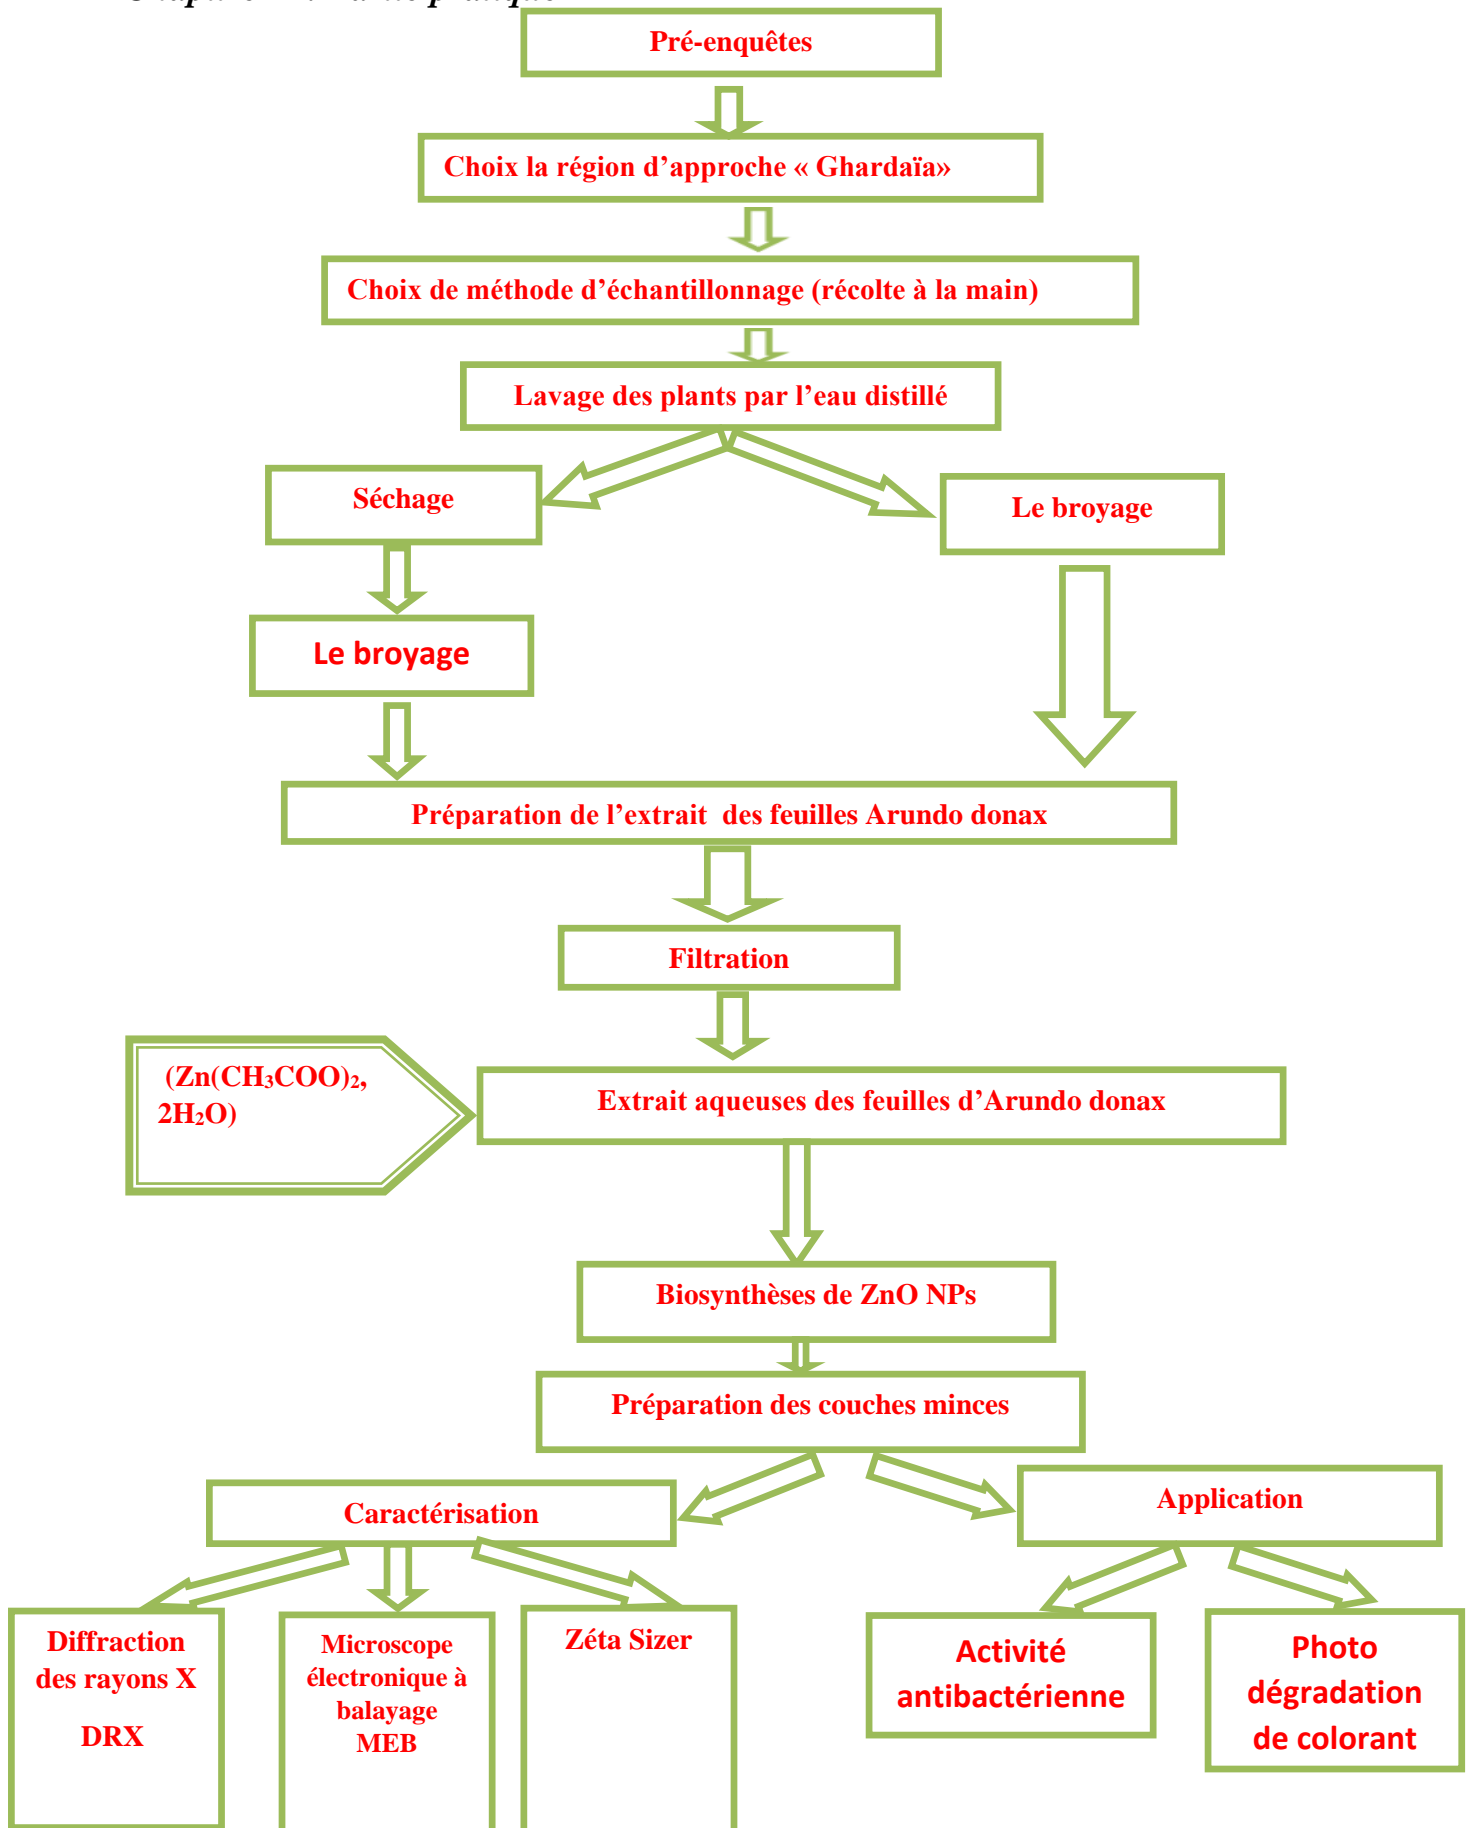 Pré-enquêtes
Choix la région d'approche « Ghardaïa»
Choix de méthode d'échantillonnage (récolte à la main)
Lavage des plants par l'eau distillé
Séchage
Le broyage
Le broyage
Préparation de l'extrait des feuilles Arundo donax
Filtration
(Zn(CH₃COO)₂,
2H₂O)
Extrait aqueuses des feuilles d'Arundo donax
Biosynthèses de ZnO NPs
Préparation des couches minces
Caractérisation
Application
Diffraction
des rayons X
DRX
Microscope
électronique à
balayage
MEB
Zéta Sizer
Activité
antibactérienne
Photo
dégradation
de colorant